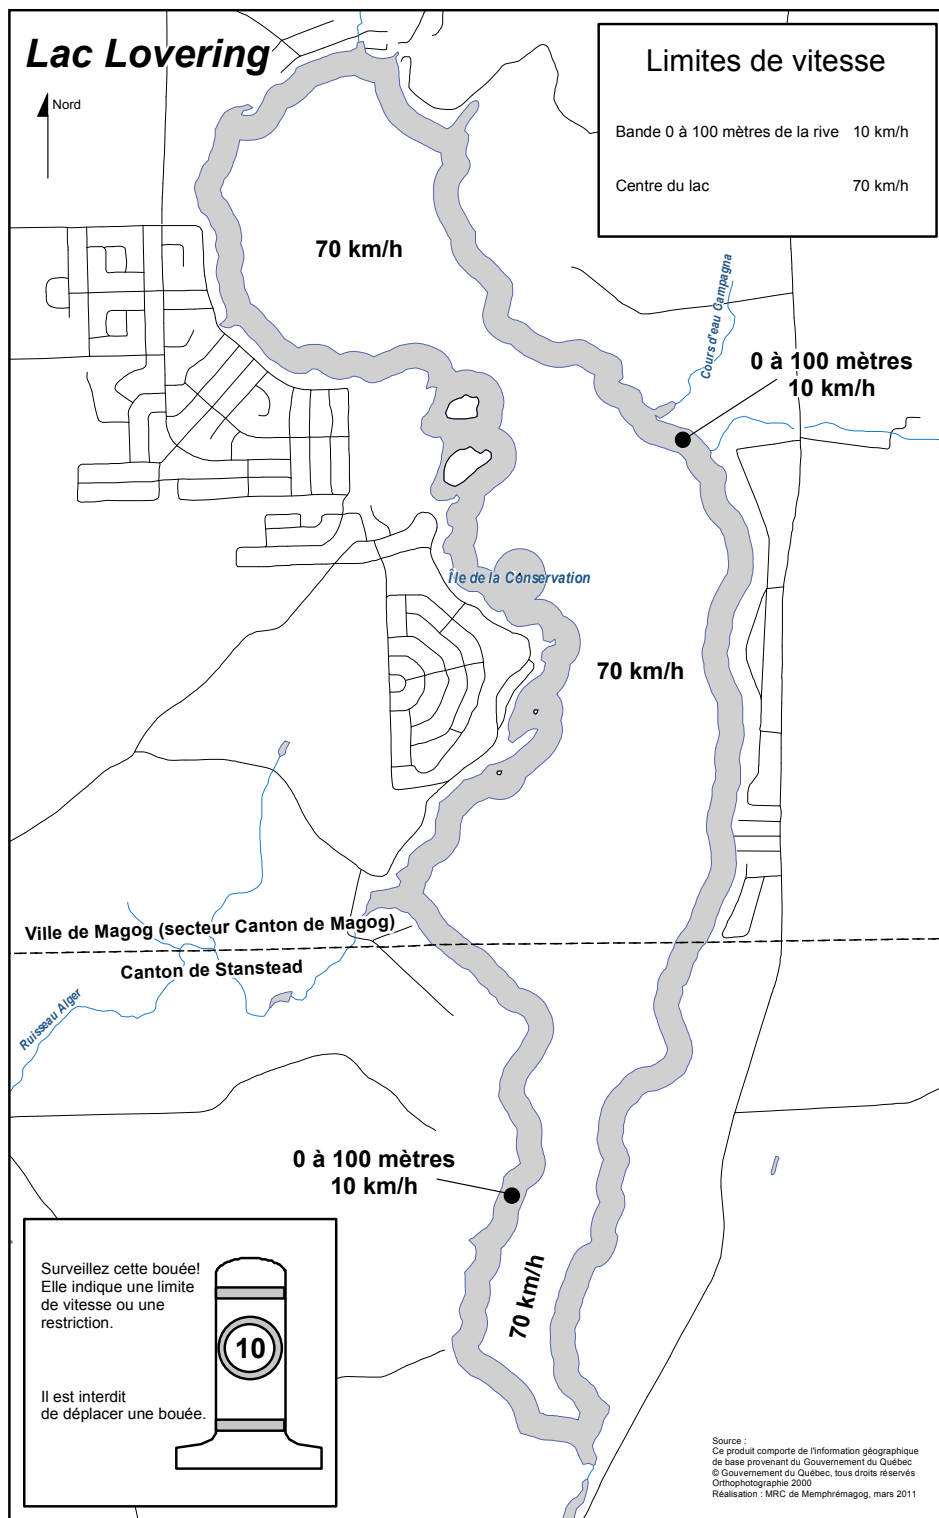 Lac Lovering
Nord
Limites de vitesse
Bande 0 à 100 mètres de la rive 10 km/h
Centre du lac 70 km/h
70 km/h
Cours d'eau Campagna
0 à 100 mètres
10 km/h
Île de la Conservation
70 km/h
Ville de Magog (secteur Canton de Magog)
Canton de Stanstead
Ruisseau Alger
0 à 100 mètres
10 km/h
70 km/h
Surveillez cette bouée!
Elle indique une limite
de vitesse ou une
restriction.
10
Il est interdit
de déplacer une bouée.
Source :
Ce produit comporte de l'information géographique
de base provenant du Gouvernement du Québec
© Gouvernement du Québec, tous droits réservés
Orthophotographie 2000
Réalisation : MRC de Memphrémagog, mars 2011